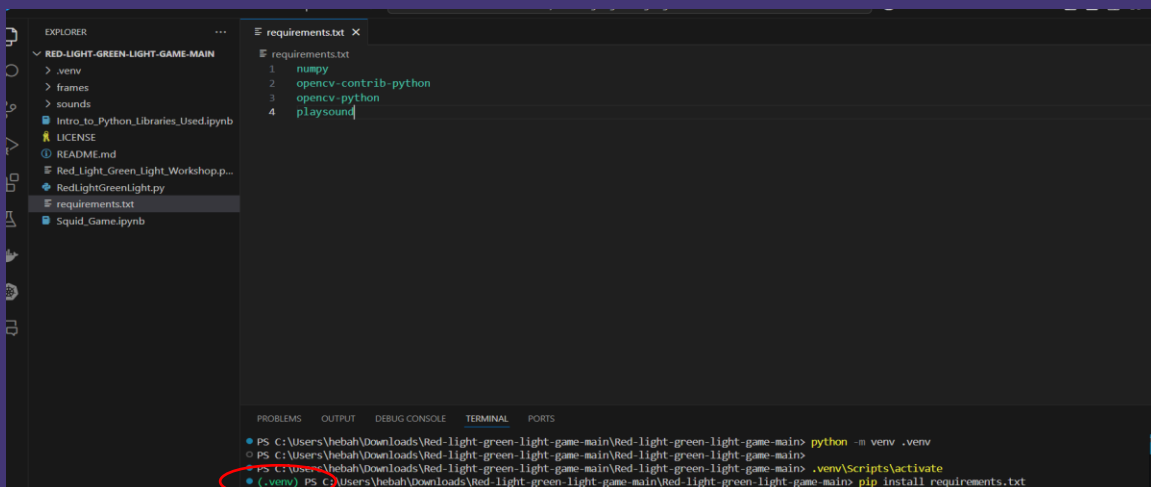 EXPLORER ...
RED-LIGHT-GREEN-LIGHT-GAME-MAIN
.venv
frames
sounds
Intro_to_Python_Libraries_Used.ipynb
LICENSE
README.md
Red_Light_Green_Light_Workshop.p...
RedLightGreenLight.py
requirements.txt
Squid_Game.ipynb
requirements.txt
requirements.txt
1 numpy
2 opencv-contrib-python
3 opencv-python
4 playsound
PROBLEMS OUTPUT DEBUG CONSOLE TERMINAL PORTS
PS C:\Users\hebah\Downloads\Red-light-green-light-game-main\Red-light-green-light-game-main> python -m venv .venv
PS C:\Users\hebah\Downloads\Red-light-green-light-game-main\Red-light-green-light-game-main>
PS C:\Users\hebah\Downloads\Red-light-green-light-game-main\Red-light-green-light-game-main> .venv\Scripts\activate
(.venv) PS C:\Users\hebah\Downloads\Red-light-green-light-game-main\Red-light-green-light-game-main> pip install requirements.txt